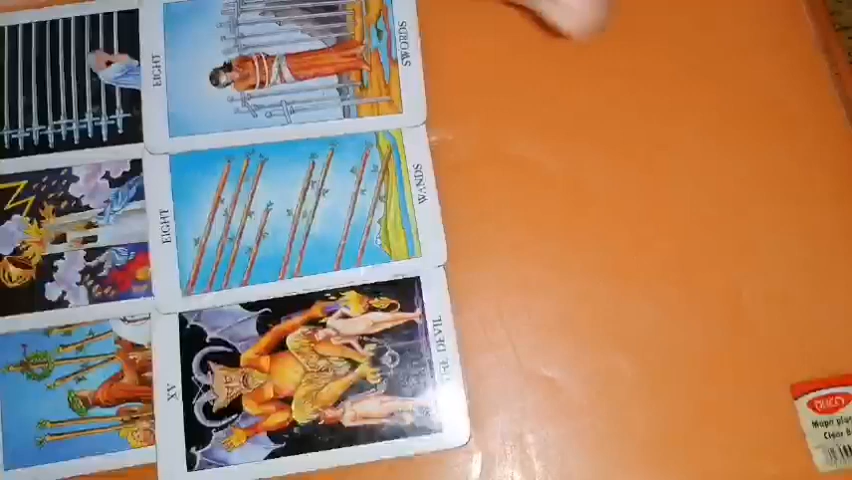 EIGHT
SWORDS
EIGHT
WANDS
XV
THE DEVIL